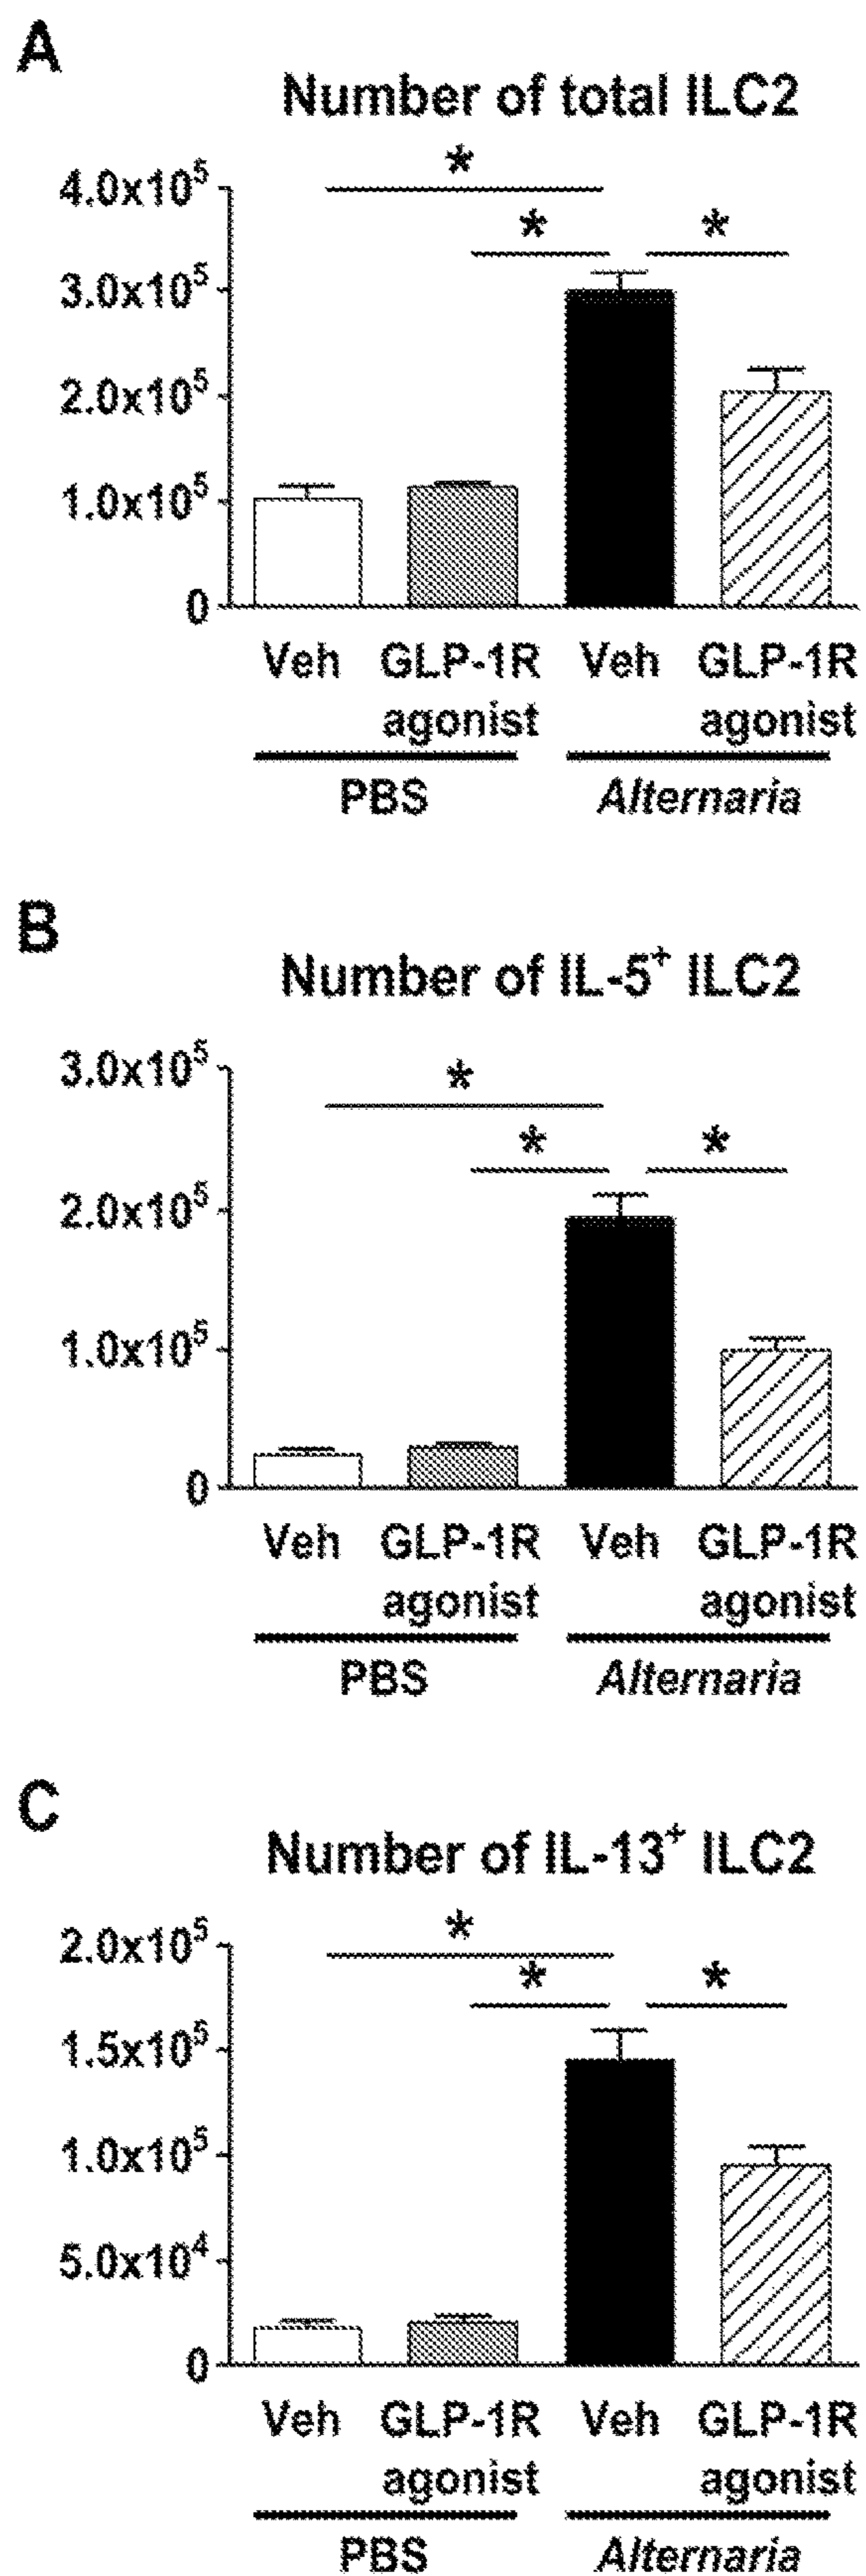 A
Number of total ILC2
*
4.0x10⁵
* *
3.0x10⁵
2.0x10⁵
1.0x10⁵
0
Veh GLP-1R Veh GLP-1R
agonist agonist
PBS Alternaria
B
Number of IL-5⁺ ILC2
3.0x10⁵
*
* *
2.0x10⁵
1.0x10⁵
0
Veh GLP-1R Veh GLP-1R
agonist agonist
PBS Alternaria
C
Number of IL-13⁺ ILC2
*
2.0x10⁵
* *
1.5x10⁵
1.0x10⁵
5.0x10⁴
0
Veh GLP-1R Veh GLP-1R
agonist agonist
PBS Alternaria